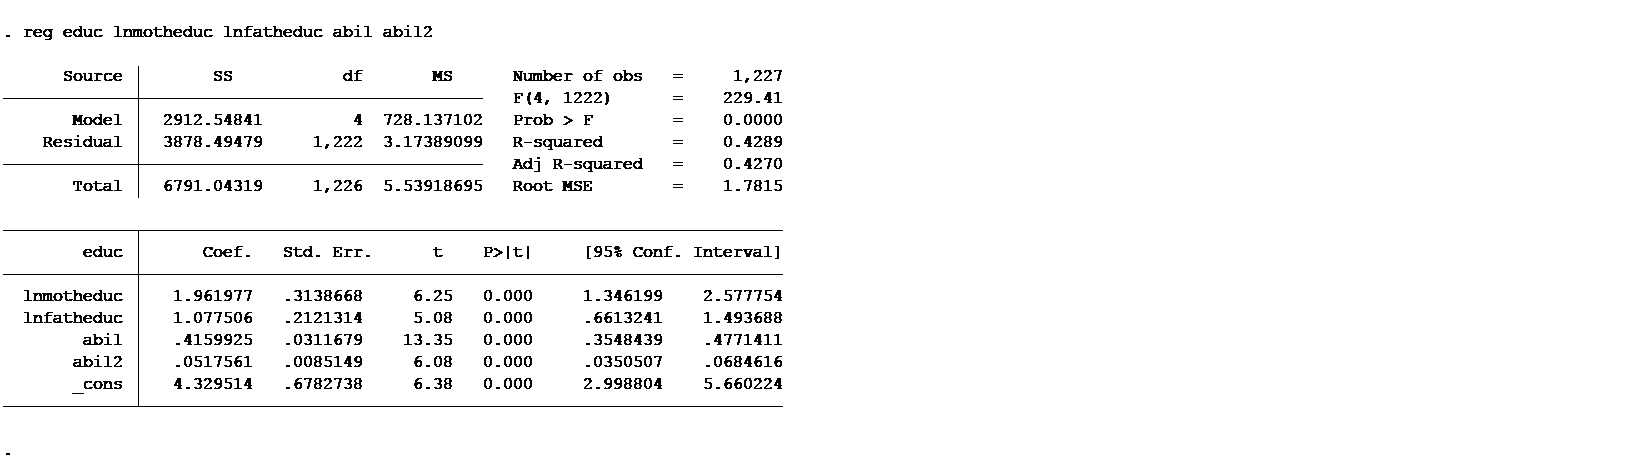 . reg educ lnmotheduc lnfatheduc abil abil2
Source SS df MS Number of obs = 1,227
F(4, 1222) = 229.41
Model 2912.54841 4 728.137102 Prob > F = 0.0000
Residual 3878.49479 1,222 3.17389099 R-squared = 0.4289
Adj R-squared = 0.4270
Total 6791.04319 1,226 5.53918695 Root MSE = 1.7815
educ Coef. Std. Err. t P>|t| [95% Conf. Interval]
lnmotheduc 1.961977 .3138668 6.25 0.000 1.346199 2.577754
lnfatheduc 1.077506 .2121314 5.08 0.000 .6613241 1.493688
abil .4159925 .0311679 13.35 0.000 .3548439 .4771411
abil2 .0517561 .0085149 6.08 0.000 .0350507 .0684616
_cons 4.329514 .6782738 6.38 0.000 2.998804 5.660224
.